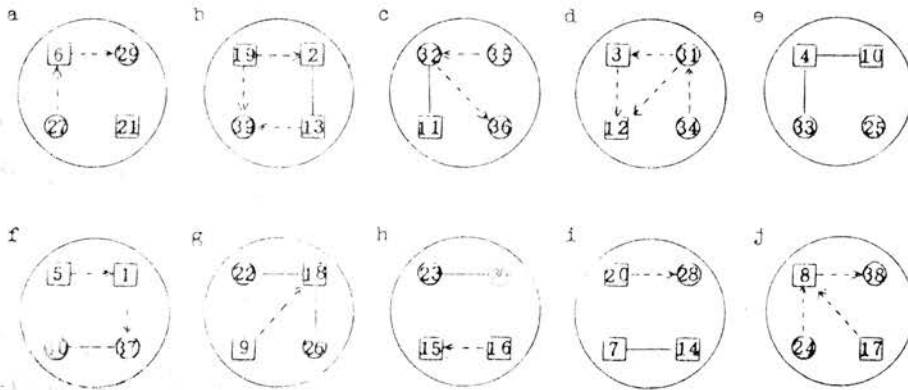 a b c d e
6 29 19 2 32 35 3 31 4 10
27 21 39 13 11 36 12 34 33 25
f g h i j
5 1 22 18 23 20 28 8 38
37 9 26 15 16 7 14 24 17